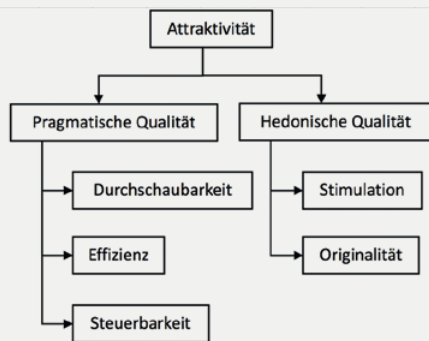 Attraktivität
Pragmatische Qualität
Hedonische Qualität
Durchschaubarkeit
Stimulation
Effizienz
Originalität
Steuerbarkeit